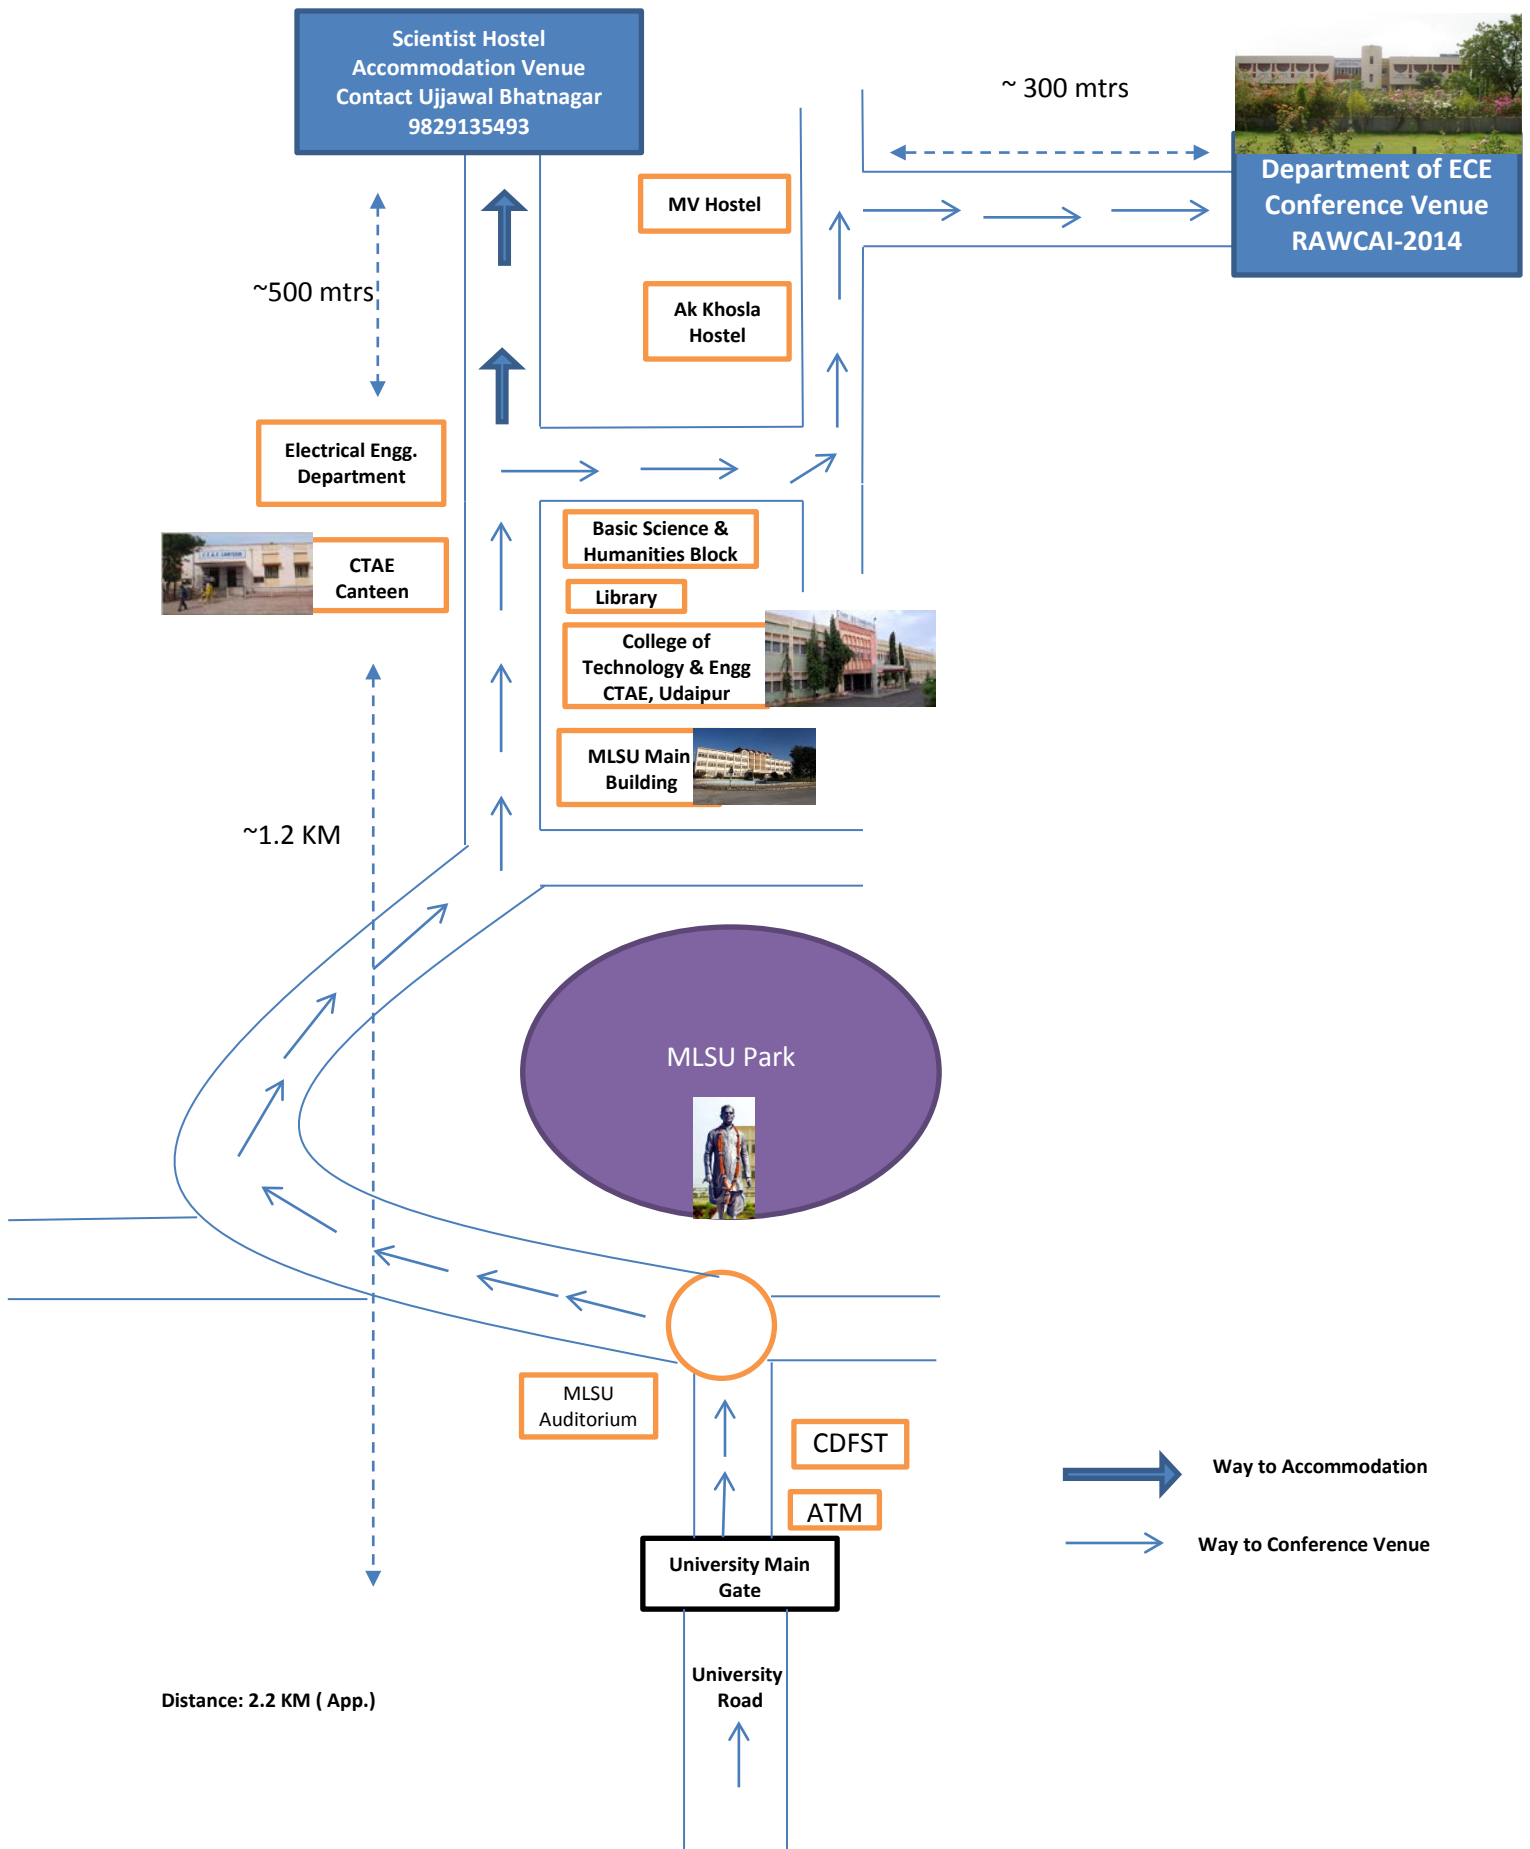 Scientist Hostel
Accommodation Venue
Contact Ujjawal Bhatnagar
9829135493
~ 300 mtrs
Department of ECE
Conference Venue
RAWCAI-2014
MV Hostel
~500 mtrs
Ak Khosla
Hostel
Electrical Engg.
Department
Basic Science &
Humanities Block
CTAE
Canteen
Library
College of
Technology & Engg
CTAE, Udaipur
MLSU Main
Building
~1.2 KM
MLSU Park
MLSU
Auditorium
CDFST
ATM
Way to Accommodation
Way to Conference Venue
University Main
Gate
University
Road
Distance: 2.2 KM ( App.)